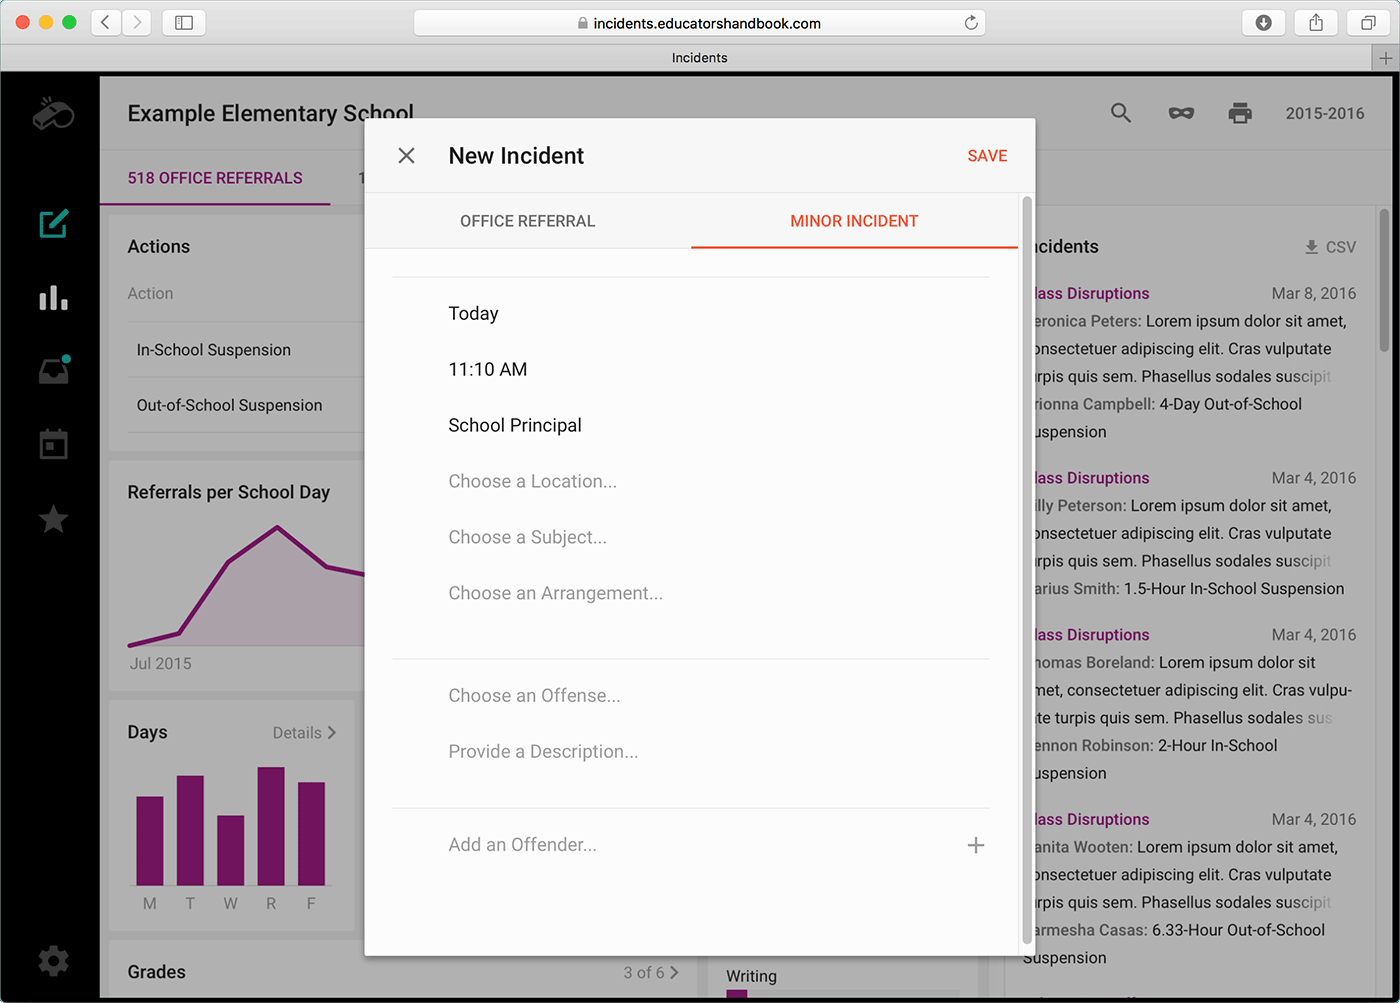 incidents.educatorshandbook.com
Incidents
Example Elementary School
2015-2016
518 OFFICE REFERRALS
Actions
Action
In-School Suspension
Out-of-School Suspension
Referrals per School Day
Jul 2015
Days
Details
M T W R F
Grades
3 of 6
Writing
New Incident
SAVE
OFFICE REFERRAL
MINOR INCIDENT
Today
11:10 AM
School Principal
Choose a Location...
Choose a Subject...
Choose an Arrangement...
Choose an Offense...
Provide a Description...
Add an Offender...
ncidents
CSV
lass Disruptions Mar 8, 2016
eronica Peters: Lorem ipsum dolor sit amet,
onsectetuer adipiscing elit. Cras vulputate
urpis quis sem. Phasellus sodales suscipit
rionna Campbell: 4-Day Out-of-School
uspension
lass Disruptions Mar 4, 2016
illy Peterson: Lorem ipsum dolor sit amet,
onsectetuer adipiscing elit. Cras vulputate
urpis quis sem. Phasellus sodales suscipit
arius Smith: 1.5-Hour In-School Suspension
lass Disruptions Mar 4, 2016
homas Boreland: Lorem ipsum dolor sit
met, consectetuer adipiscing elit. Cras vulpu-
te turpis quis sem. Phasellus sodales sus
ennon Robinson: 2-Hour In-School
uspension
lass Disruptions Mar 4, 2016
anita Wooten: Lorem ipsum dolor sit amet,
onsectetuer adipiscing elit. Cras vulputate
urpis quis sem. Phasellus sodales suscipit
armesha Casas: 6.33-Hour Out-of-School
Suspension